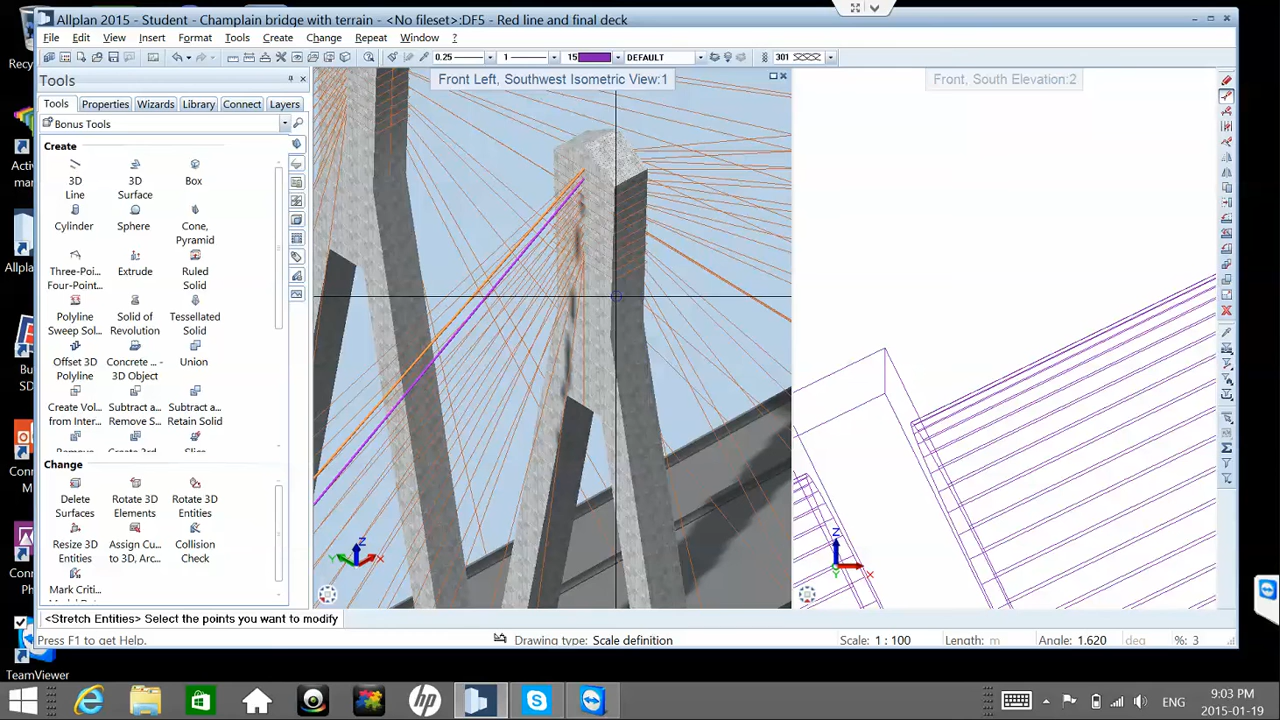 Allplan 2015 - Student - Champlain bridge with terrain - <No fileset>:DF5 - Red line and final deck
File Edit View Insert Format Tools Create Change Repeat Window ?
0.25 1 15 DEFAULT 301
Tools
Tools Properties Wizards Library Connect Layers
Bonus Tools
Create
3D Line
3D Surface
Box
Cylinder
Sphere
Cone, Pyramid
Three-Poi... Four-Point...
Extrude
Ruled Solid
Polyline Sweep Sol...
Solid of Revolution
Tessellated Solid
Offset 3D Polyline
Concrete ... - 3D Object
Union
Create Vol... from Inter...
Subtract a... Remove S...
Subtract a... Retain Solid
Change
Delete Surfaces
Rotate 3D Elements
Rotate 3D Entities
Resize 3D Entities
Assign Cu... to 3D, Arc...
Collision Check
Mark Criti...
Front Left, Southwest Isometric View:1
Front, South Elevation:2
Z
Y
X
Z
Y
X
<Stretch Entities> Select the points you want to modify
Press F1 to get Help.
Drawing type: Scale definition
Scale: 1 : 100
Length: m
Angle: 1.620
deg
%: 3
Recy
TeamViewer
hp
ENG
9:03 PM
2015-01-19